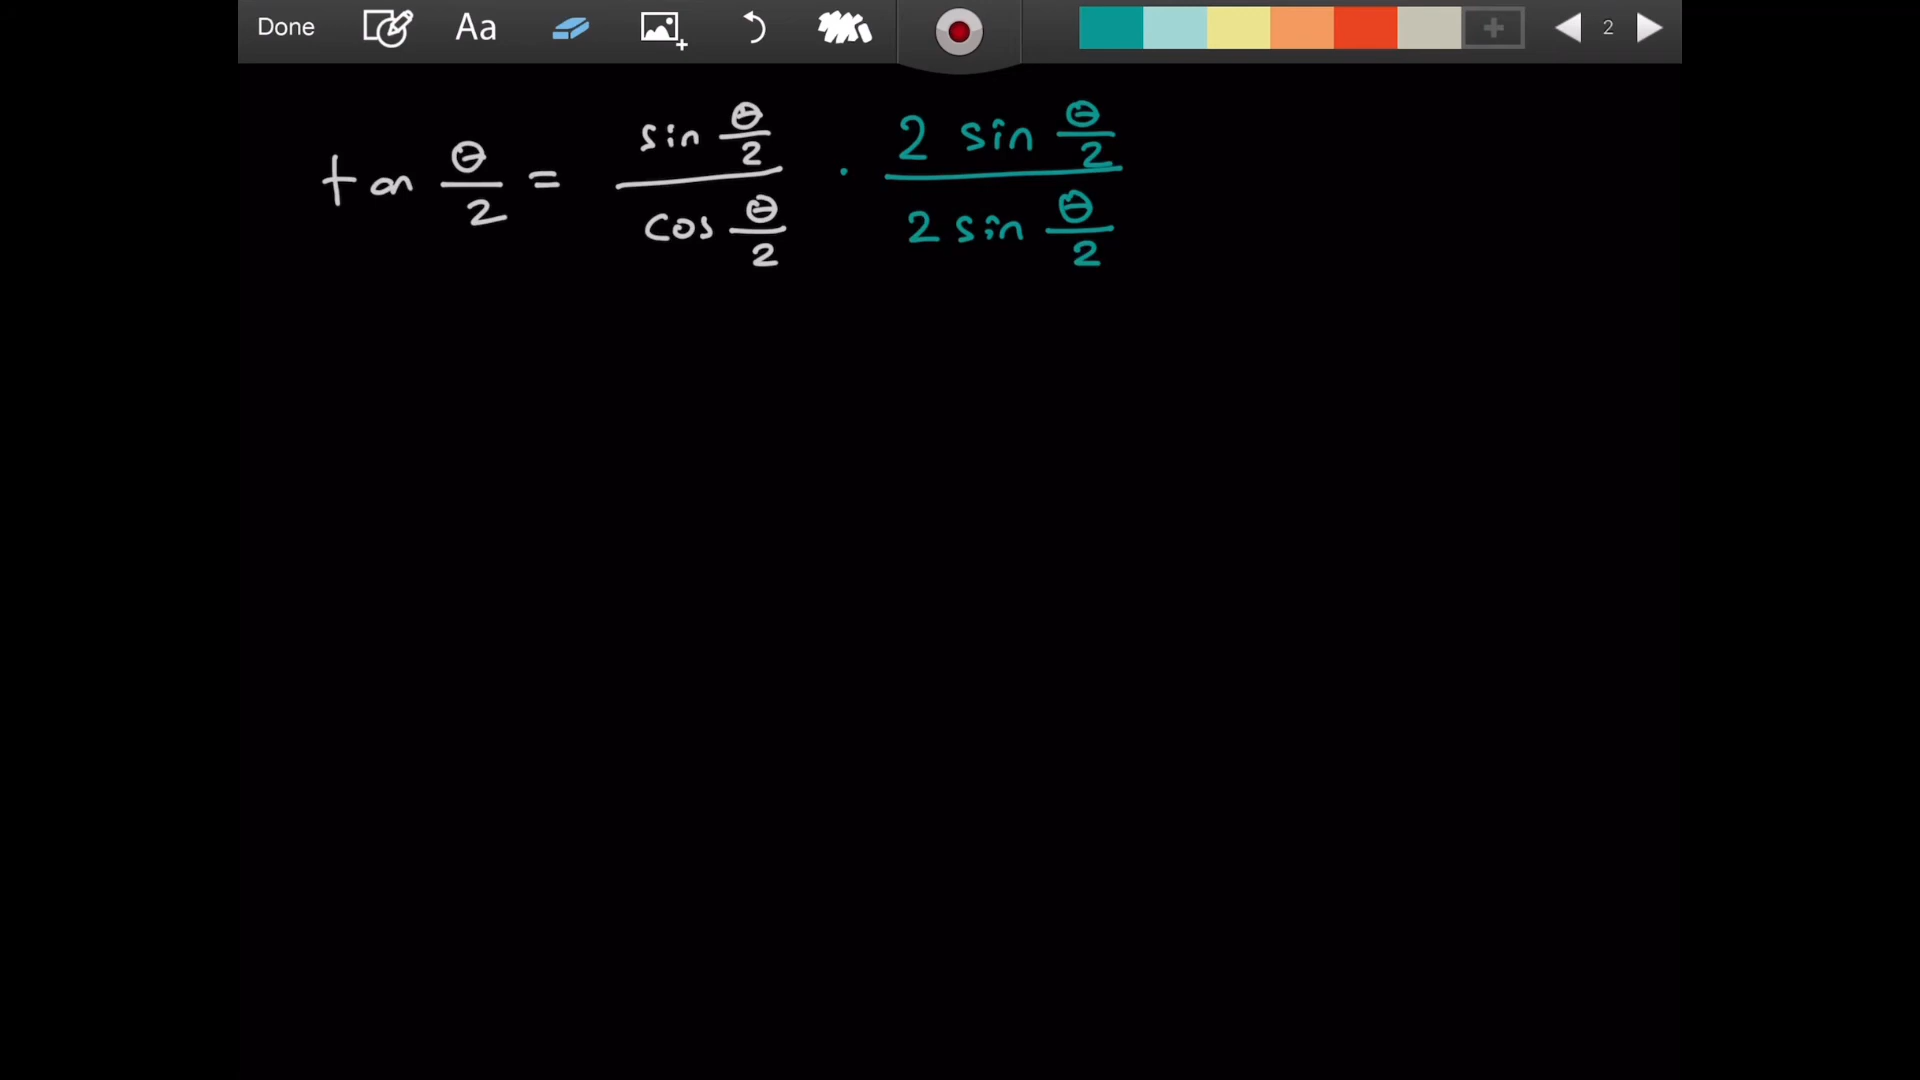 Done Aa 2
tan θ/2 = sin θ/2 / cos θ/2 · 2 sin θ/2 / 2 sin θ/2